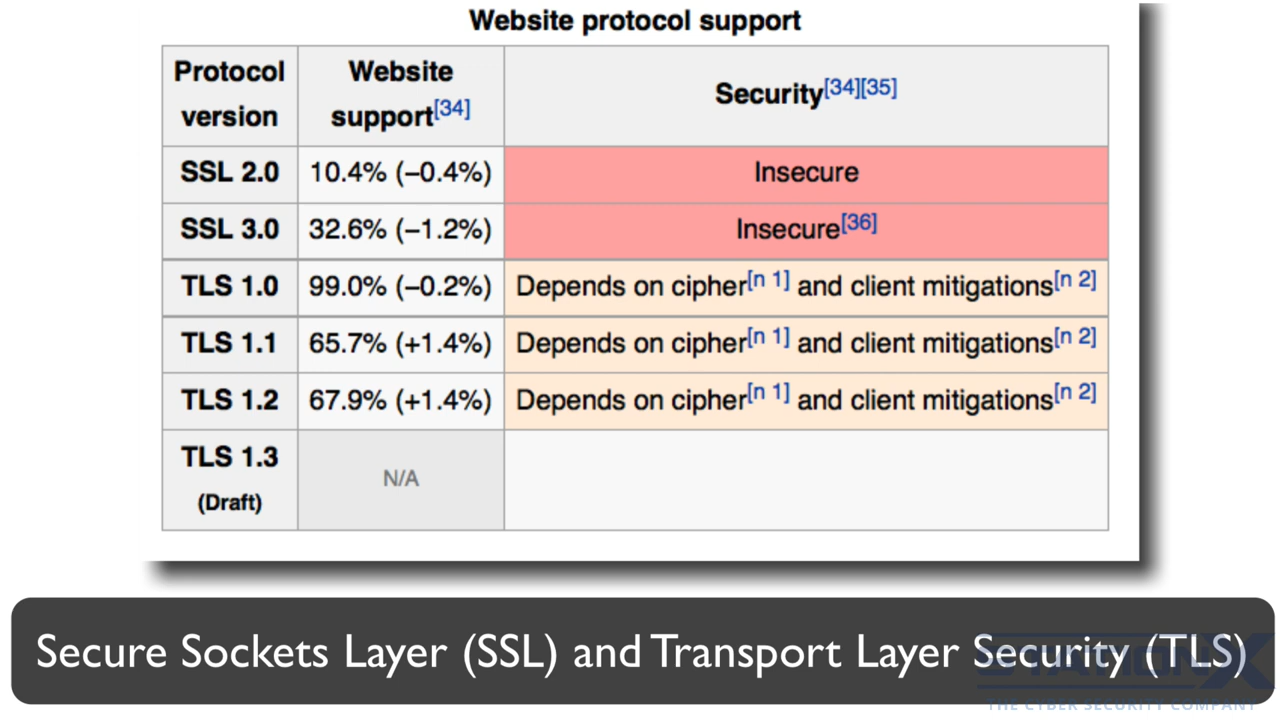 Website protocol support
Protocol version
Website support[34]
Security[34][35]
SSL 2.0
10.4% (–0.4%)
Insecure
SSL 3.0
32.6% (–1.2%)
Insecure[36]
TLS 1.0
99.0% (–0.2%)
Depends on cipher[n 1] and client mitigations[n 2]
TLS 1.1
65.7% (+1.4%)
Depends on cipher[n 1] and client mitigations[n 2]
TLS 1.2
67.9% (+1.4%)
Depends on cipher[n 1] and client mitigations[n 2]
TLS 1.3
(Draft)
N/A
Secure Sockets Layer (SSL) and Transport Layer Security (TLS)
STATIONX
THE CYBER SECURITY COMPANY